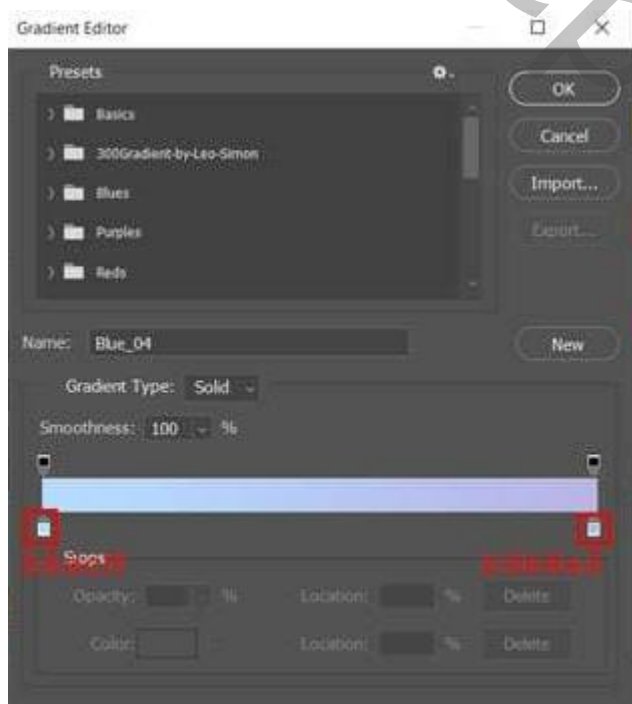 Gradient Editor
Presets
OK
Basics
Cancel
300Gradient-by-Leo-Simon
Import...
Blues
Purples
Export...
Reds
Name: Blue_04
New
Gradient Type: Solid
Smoothness: 100 %
Stops
Opacity: % Location: % Delete
Color: Location: % Delete